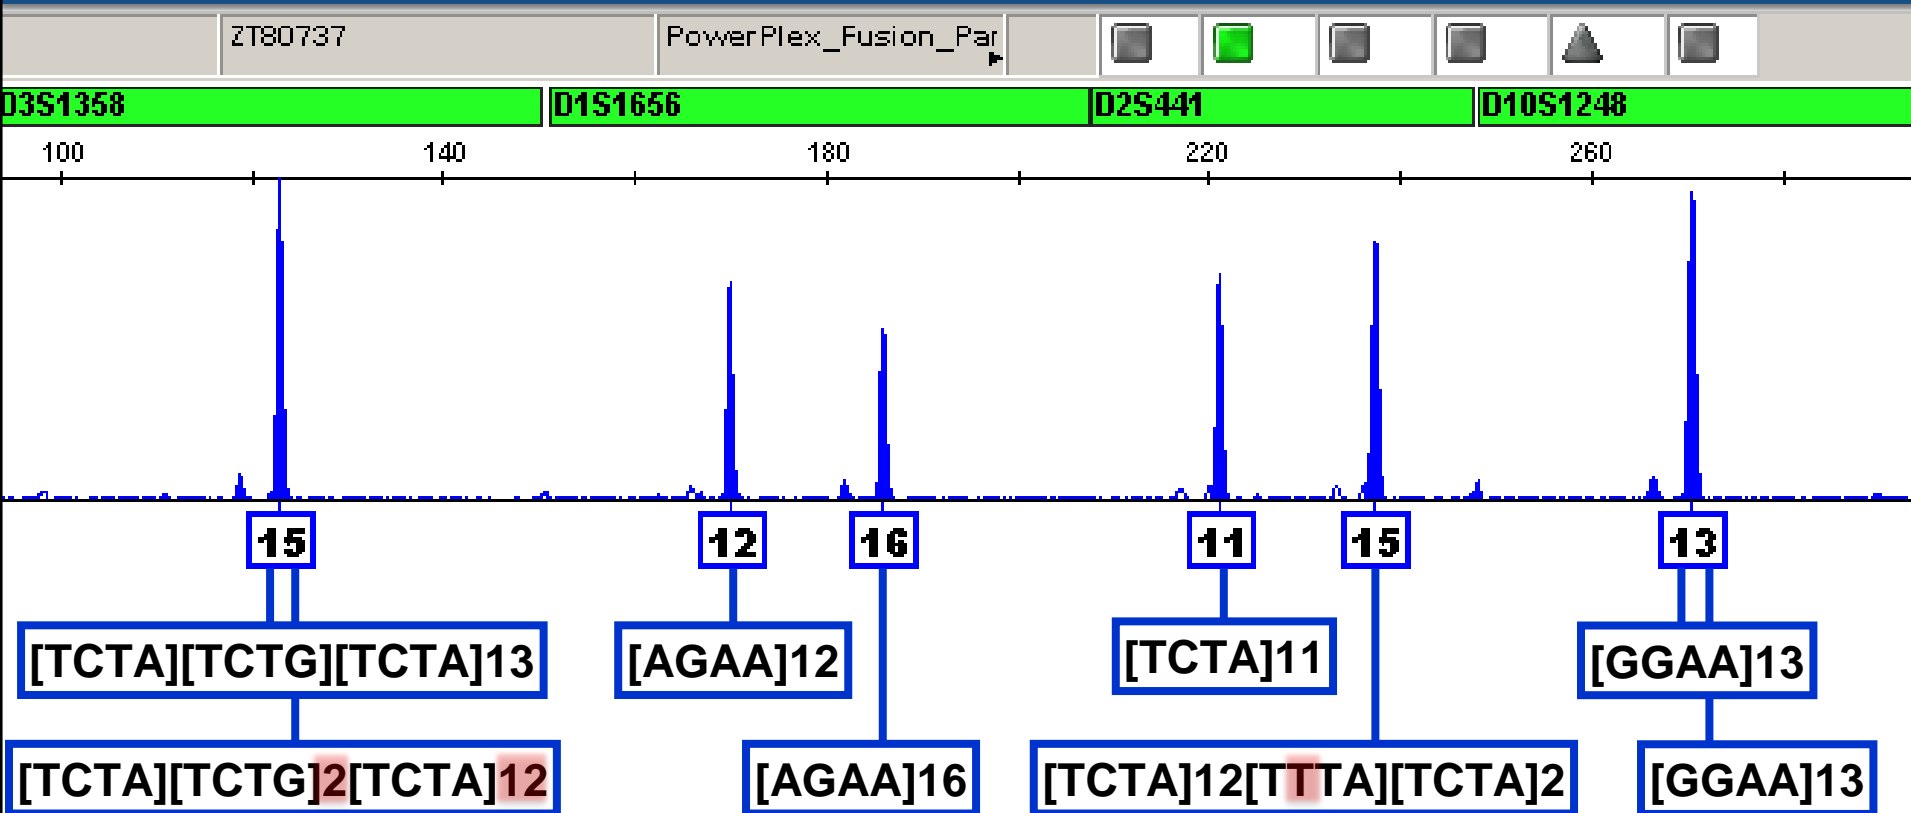 ZT80737 PowerPlex_Fusion_Par
D3S1358 D1S1656 D2S441 D10S1248
100 140 180 220 260
15 12 16 11 15 13
[TCTA][TCTG][TCTA]13 [AGAA]12 [TCTA]11 [GGAA]13
[TCTA][TCTG]2[TCTA]12 [AGAA]16 [TCTA]12[TTTA][TCTA]2 [GGAA]13